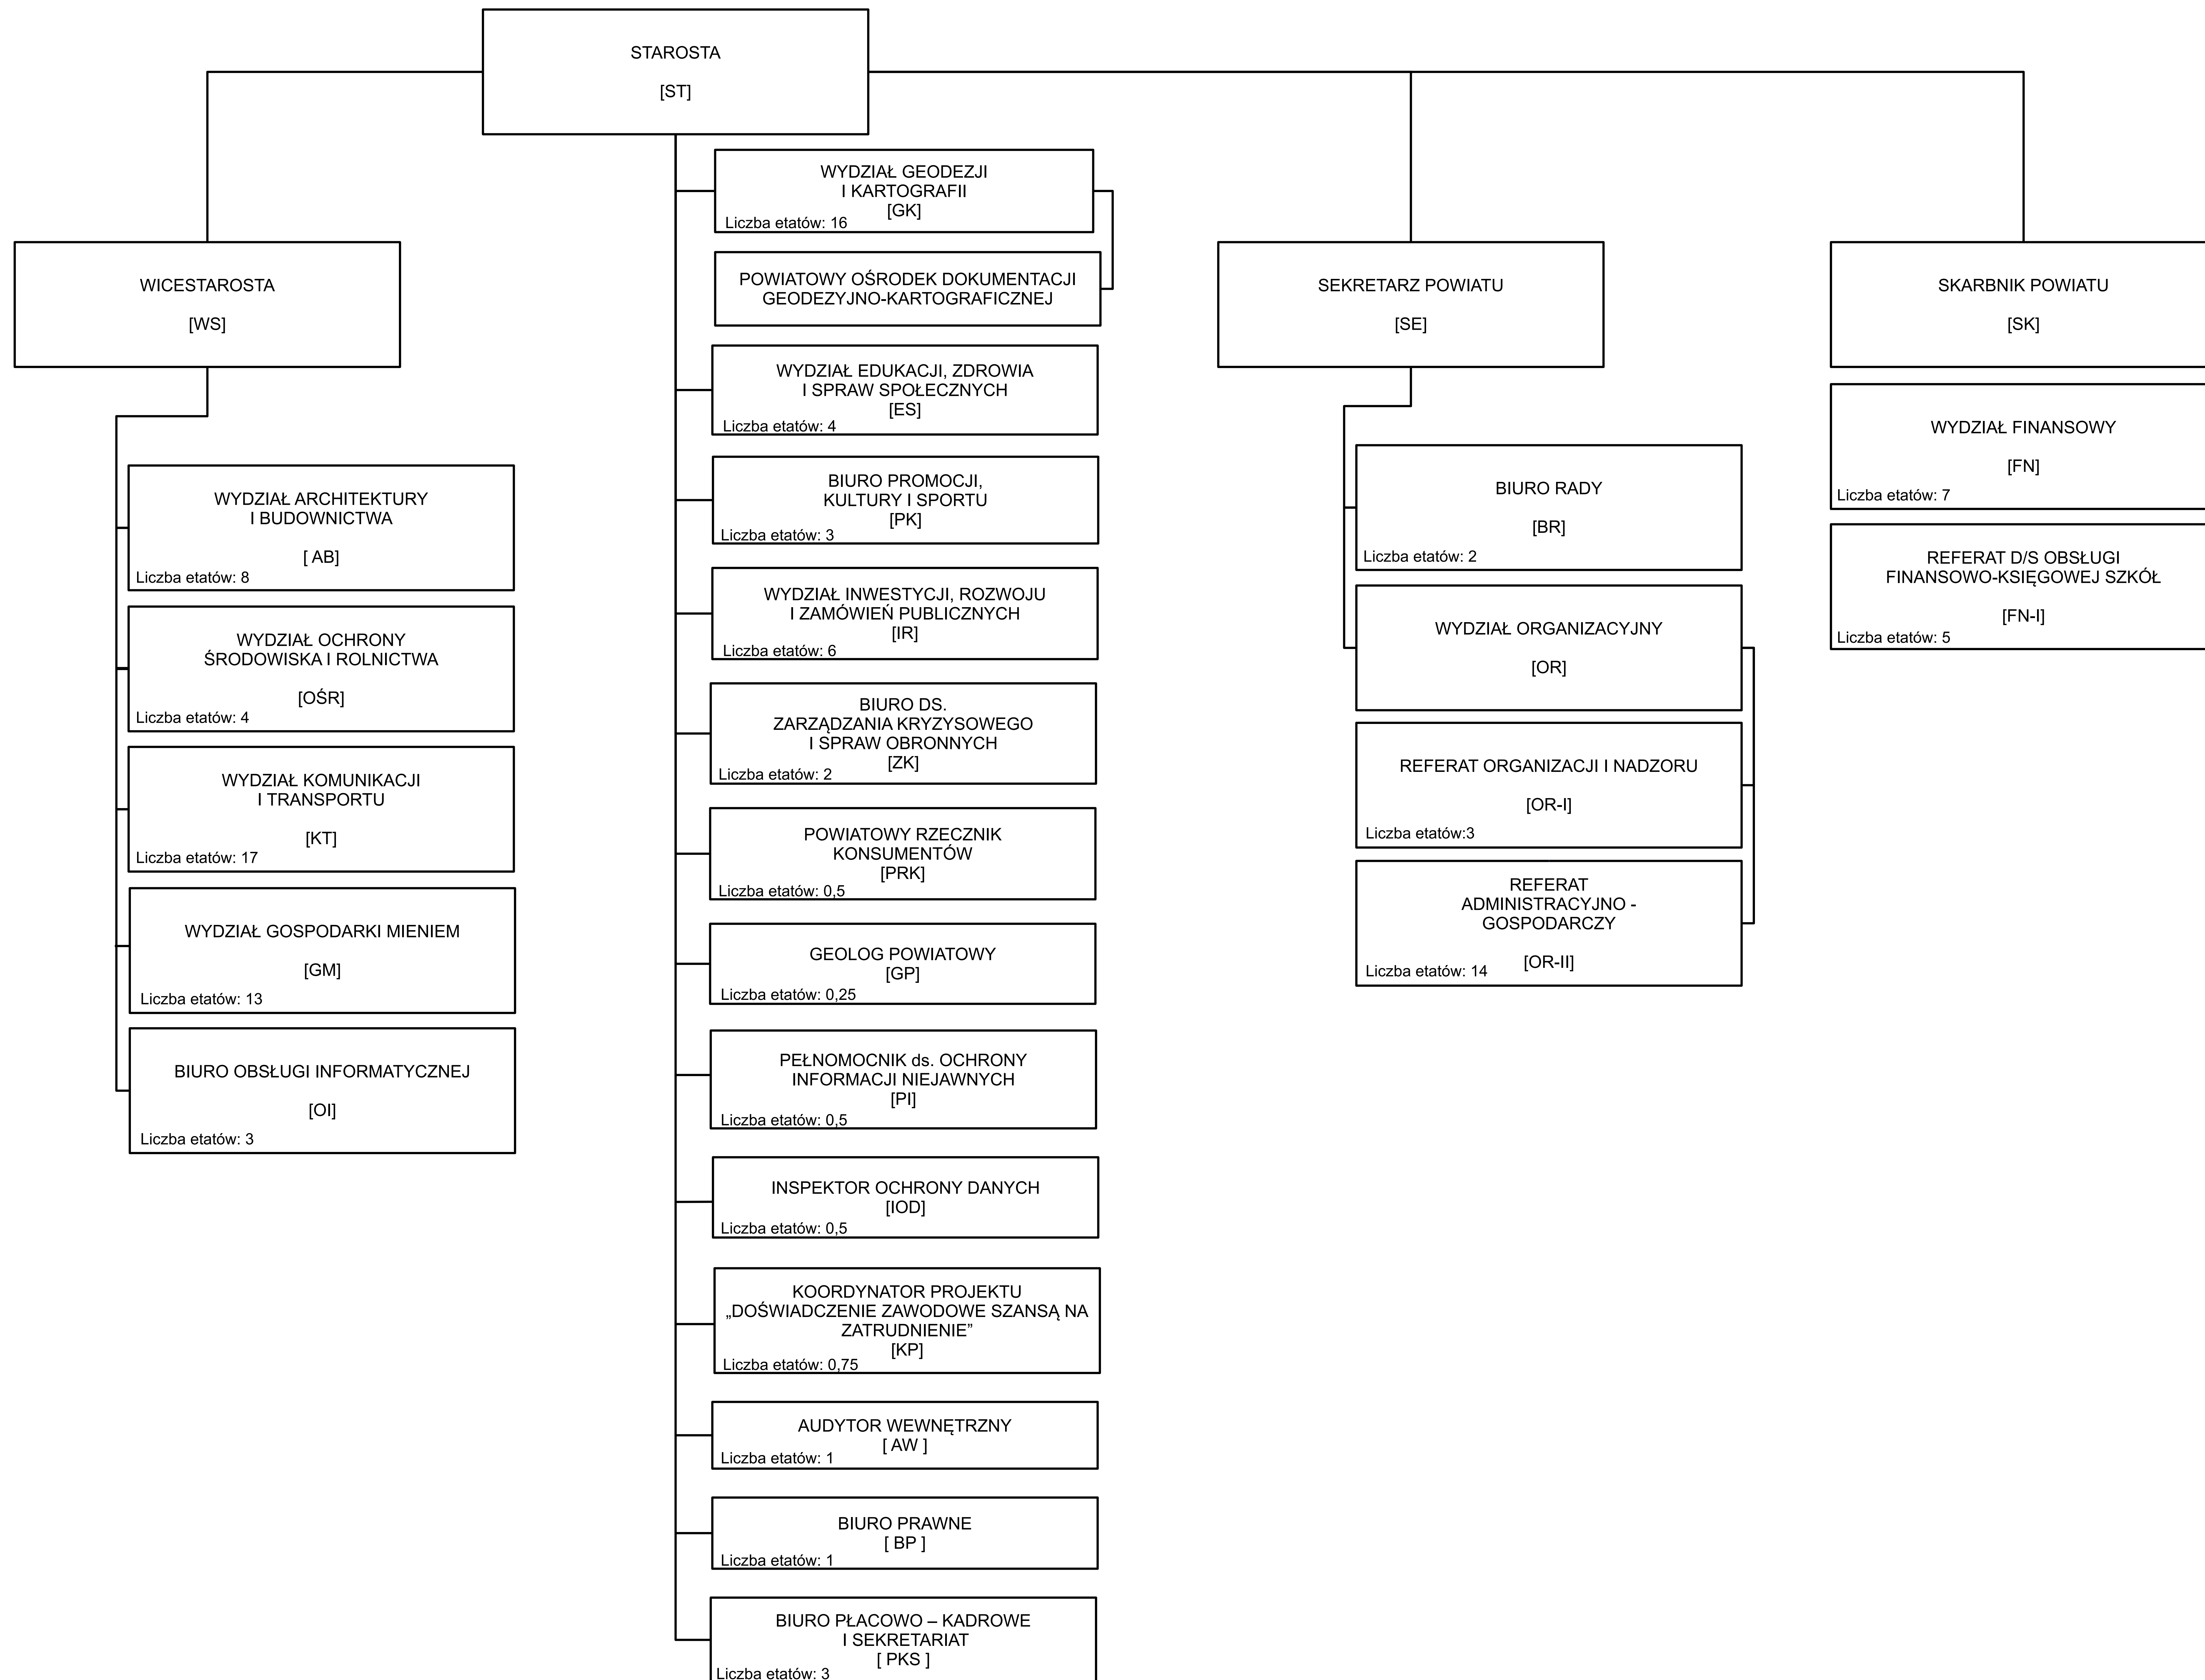 STAROSTA
[ST]
WICESTAROSTA
[WS]
WYDZIAŁ ARCHITEKTURY
I BUDOWNICTWA
[ AB]
Liczba etatów: 8
WYDZIAŁ OCHRONY
ŚRODOWISKA I ROLNICTWA
[OŚR]
Liczba etatów: 4
WYDZIAŁ KOMUNIKACJI
I TRANSPORTU
[KT]
Liczba etatów: 17
WYDZIAŁ GOSPODARKI MIENIEM
[GM]
Liczba etatów: 13
BIURO OBSŁUGI INFORMATYCZNEJ
[OI]
Liczba etatów: 3
WYDZIAŁ GEODEZJI
I KARTOGRAFII
[GK]
Liczba etatów: 16
POWIATOWY OŚRODEK DOKUMENTACJI
GEODEZYJNO-KARTOGRAFICZNEJ
WYDZIAŁ EDUKACJI, ZDROWIA
I SPRAW SPOŁECZNYCH
[ES]
Liczba etatów: 4
BIURO PROMOCJI,
KULTURY I SPORTU
[PK]
Liczba etatów: 3
WYDZIAŁ INWESTYCJI, ROZWOJU
I ZAMÓWIEŃ PUBLICZNYCH
[IR]
Liczba etatów: 6
BIURO DS.
ZARZĄDZANIA KRYZYSOWEGO
I SPRAW OBRONNYCH
[ZK]
Liczba etatów: 2
POWIATOWY RZECZNIK
KONSUMENTÓW
[PRK]
Liczba etatów: 0,5
GEOLOG POWIATOWY
[GP]
Liczba etatów: 0,25
PEŁNOMOCNIK ds. OCHRONY
INFORMACJI NIEJAWNYCH
[PI]
Liczba etatów: 0,5
INSPEKTOR OCHRONY DANYCH
[IOD]
Liczba etatów: 0,5
KOORDYNATOR PROJEKTU
„DOŚWIADCZENIE ZAWODOWE SZANSĄ NA
ZATRUDNIENIE”
[KP]
Liczba etatów: 0,75
AUDYTOR WEWNĘTRZNY
[ AW ]
Liczba etatów: 1
BIURO PRAWNE
[ BP ]
Liczba etatów: 1
BIURO PŁACOWO – KADROWE
I SEKRETARIAT
[ PKS ]
Liczba etatów: 3
SEKRETARZ POWIATU
[SE]
BIURO RADY
[BR]
Liczba etatów: 2
WYDZIAŁ ORGANIZACYJNY
[OR]
REFERAT ORGANIZACJI I NADZORU
[OR-I]
Liczba etatów:3
REFERAT
ADMINISTRACYJNO -
GOSPODARCZY
[OR-II]
Liczba etatów: 14
SKARBNIK POWIATU
[SK]
WYDZIAŁ FINANSOWY
[FN]
Liczba etatów: 7
REFERAT D/S OBSŁUGI
FINANSOWO-KSIĘGOWEJ SZKÓŁ
[FN-I]
Liczba etatów: 5